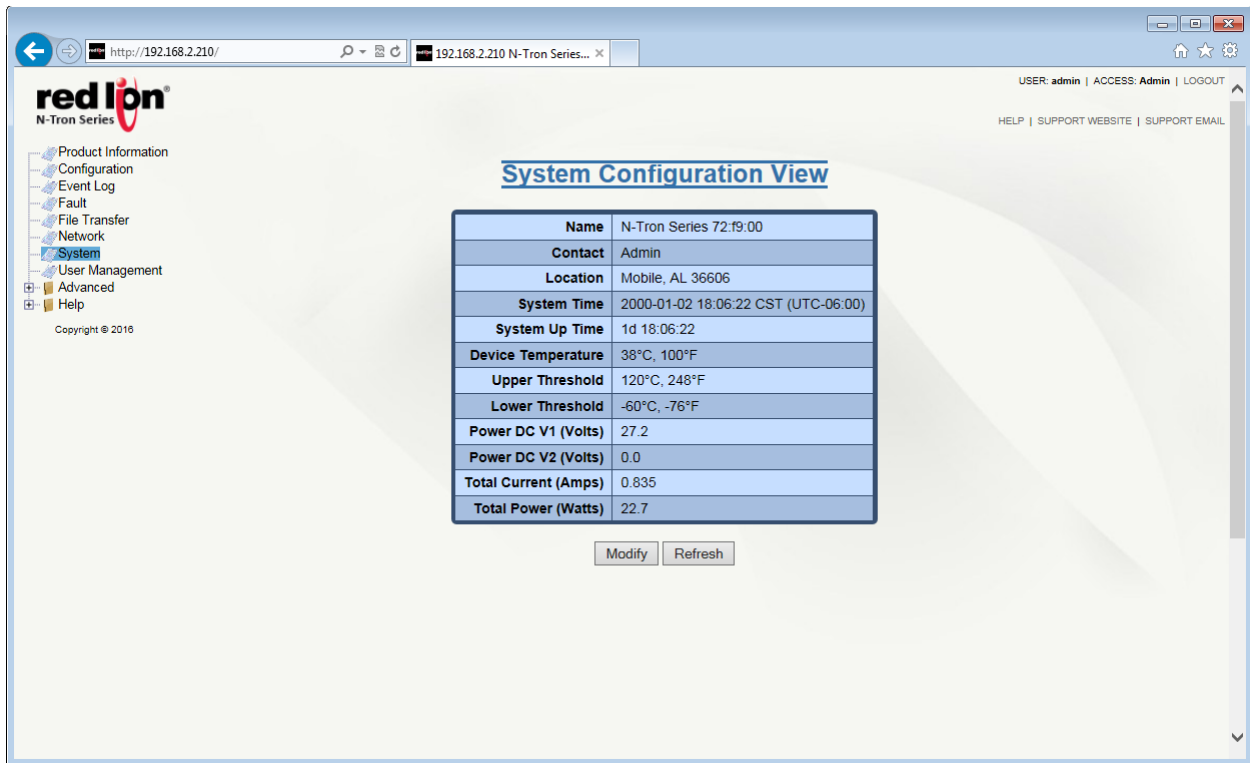 http://192.168.2.210/
192.168.2.210 N-Tron Series...
red lion®
N-Tron Series
USER: admin | ACCESS: Admin | LOGOUT
HELP | SUPPORT WEBSITE | SUPPORT EMAIL
Product Information
Configuration
Event Log
Fault
File Transfer
Network
System
User Management
Advanced
Help
Copyright © 2016
System Configuration View
Name N-Tron Series 72:f9:00
Contact Admin
Location Mobile, AL 36606
System Time 2000-01-02 18:06:22 CST (UTC-06:00)
System Up Time 1d 18:06:22
Device Temperature 38°C, 100°F
Upper Threshold 120°C, 248°F
Lower Threshold -60°C, -76°F
Power DC V1 (Volts) 27.2
Power DC V2 (Volts) 0.0
Total Current (Amps) 0.835
Total Power (Watts) 22.7
Modify Refresh